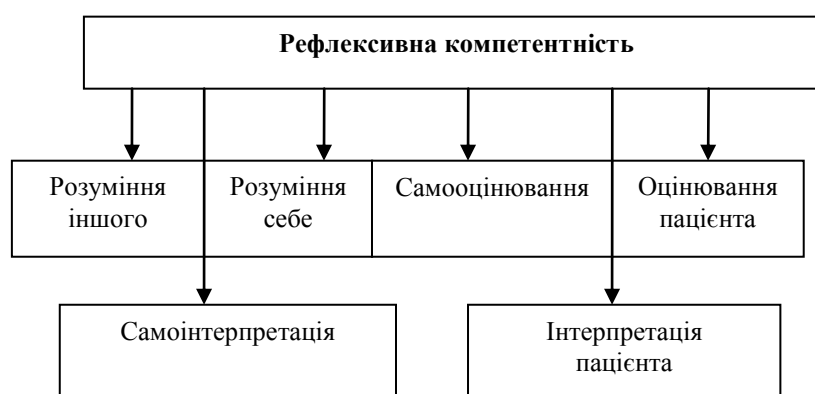 Рефлексивна компетентність
Розуміння
іншого
Розуміння
себе
Самооцінювання
Оцінювання
пацієнта
Самоінтерпретація
Інтерпретація
пацієнта